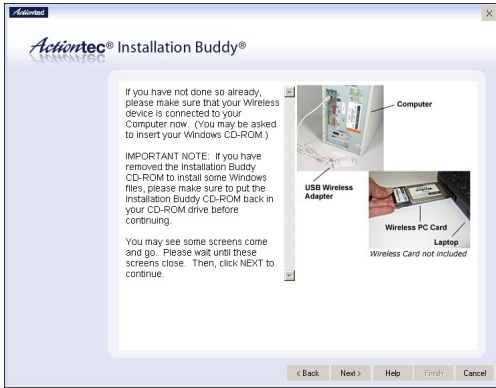 Actiontec
Actiontec® Installation Buddy®
If you have not done so already,
please make sure that your Wireless
device is connected to your
Computer now. (You may be asked
to insert your Windows CD-ROM.)
IMPORTANT NOTE: If you have
removed the Installation Buddy
CD-ROM to install some Windows
files, please make sure to put the
Installation Buddy CD-ROM back in
your CD-ROM drive before
continuing.
You may see some screens come
and go. Please wait until these
screens close. Then, click NEXT to
continue.
Computer
USB Wireless
Adapter
Wireless PC Card
Laptop
Wireless Card not included
< Back Next > Help Finish Cancel